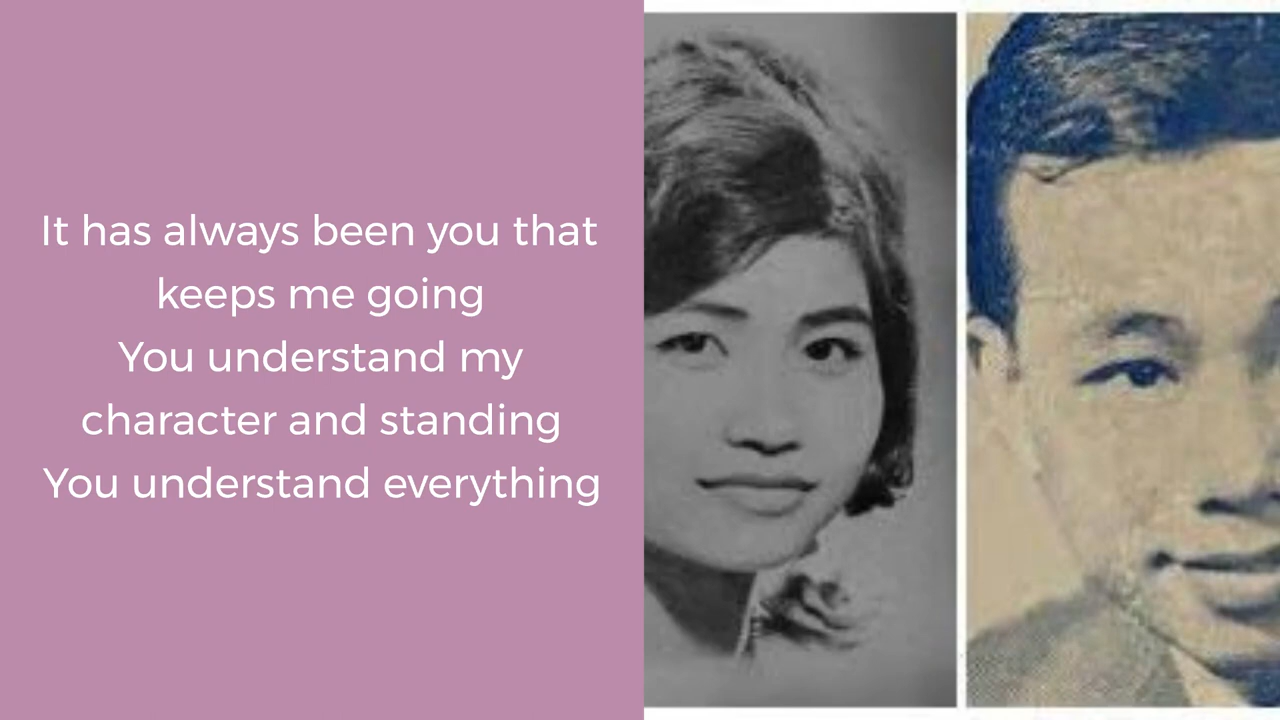 It has always been you that
keeps me going
You understand my
character and standing
You understand everything